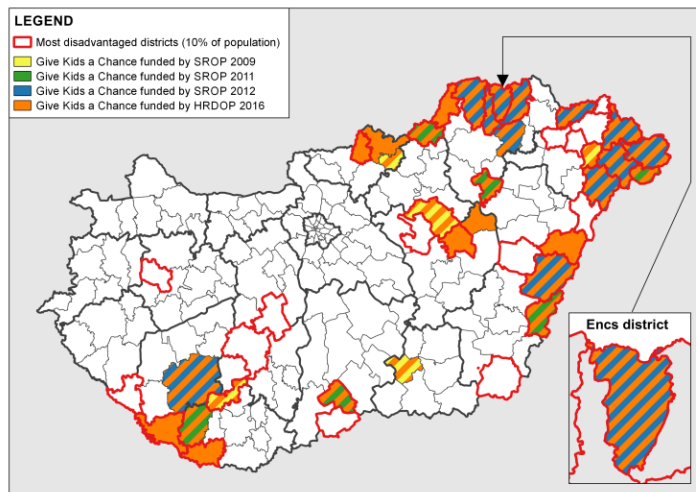 LEGEND
Most disadvantaged districts (10% of population)
Give Kids a Chance funded by SROP 2009
Give Kids a Chance funded by SROP 2011
Give Kids a Chance funded by SROP 2012
Give Kids a Chance funded by HRDOP 2016
Encs district